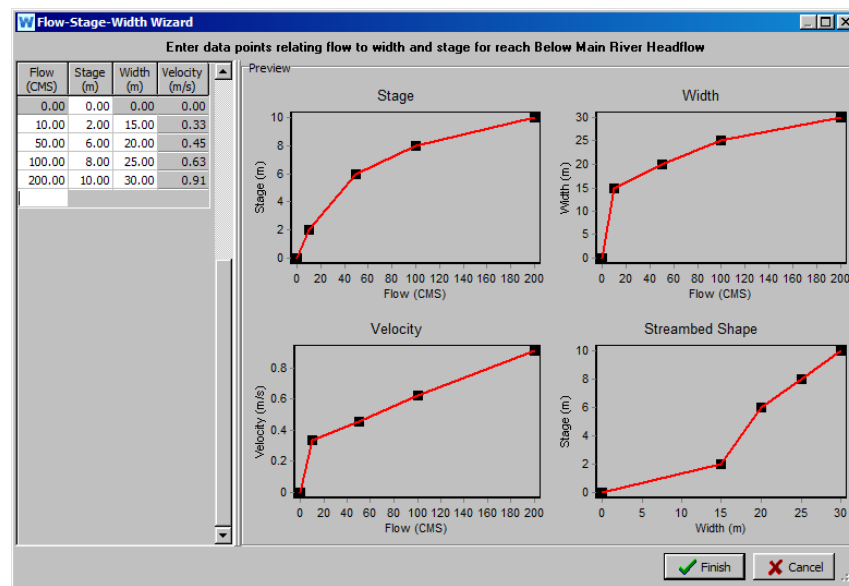 Flow-Stage-Width Wizard
Enter data points relating flow to width and stage for reach Below Main River Headflow
Flow (CMS) Stage (m) Width (m) Velocity (m/s)
0.00 0.00 0.00 0.00
10.00 2.00 15.00 0.33
50.00 6.00 20.00 0.45
100.00 8.00 25.00 0.63
200.00 10.00 30.00 0.91
Preview
Stage
Stage (m)
10
8
6
4
2
0
0 20 40 60 80 100 120 140 160 180 200
Flow (CMS)
Width
Width (m)
30
25
20
15
10
5
0
0 20 40 60 80 100 120 140 160 180 200
Flow (CMS)
Velocity
Velocity (m/s)
0.8
0.6
0.4
0.2
0
0 20 40 60 80 100 120 140 160 180 200
Flow (CMS)
Streambed Shape
Stage (m)
10
8
6
4
2
0
0 5 10 15 20 25 30
Width (m)
Finish
Cancel